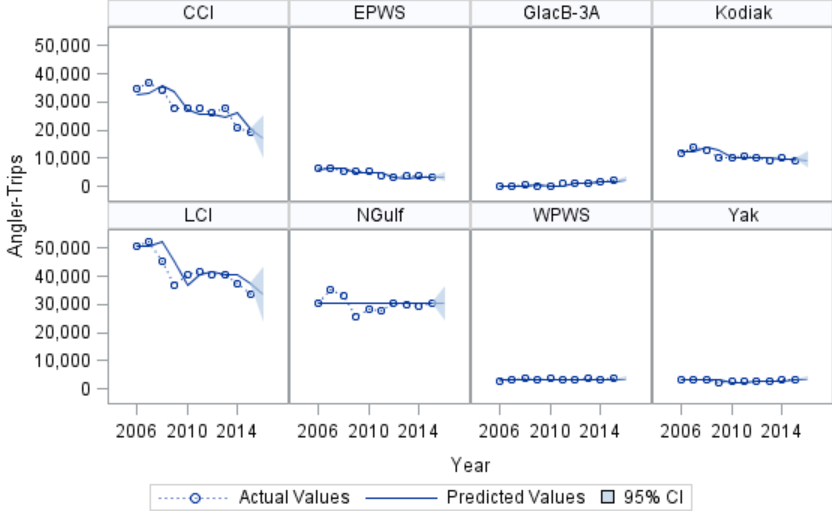 CCI EPWS GlacB-3A Kodiak
50,000
40,000
30,000
20,000
10,000
0
Angler-Trips
LCI NGulf WPWS Yak
50,000
40,000
30,000
20,000
10,000
0
2006 2010 2014 2006 2010 2014 2006 2010 2014 2006 2010 2014
Year
Actual Values Predicted Values 95% CI